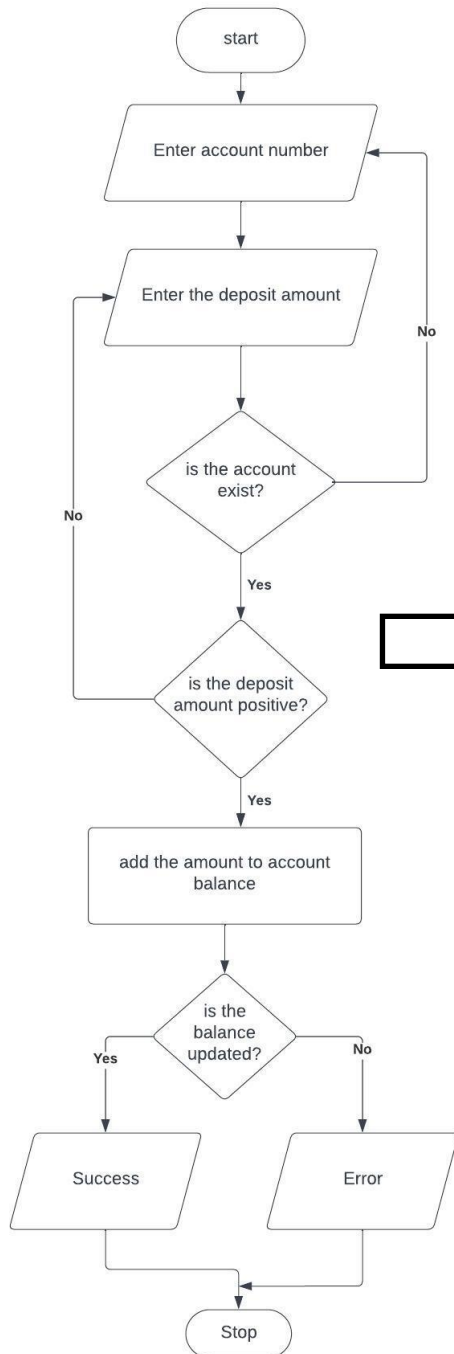 start
Enter account number
Enter the deposit amount
No
is the account
exist?
No
Yes
is the deposit
amount positive?
Yes
add the amount to account
balance
is the
balance
updated?
Yes
No
Success
Error
Stop